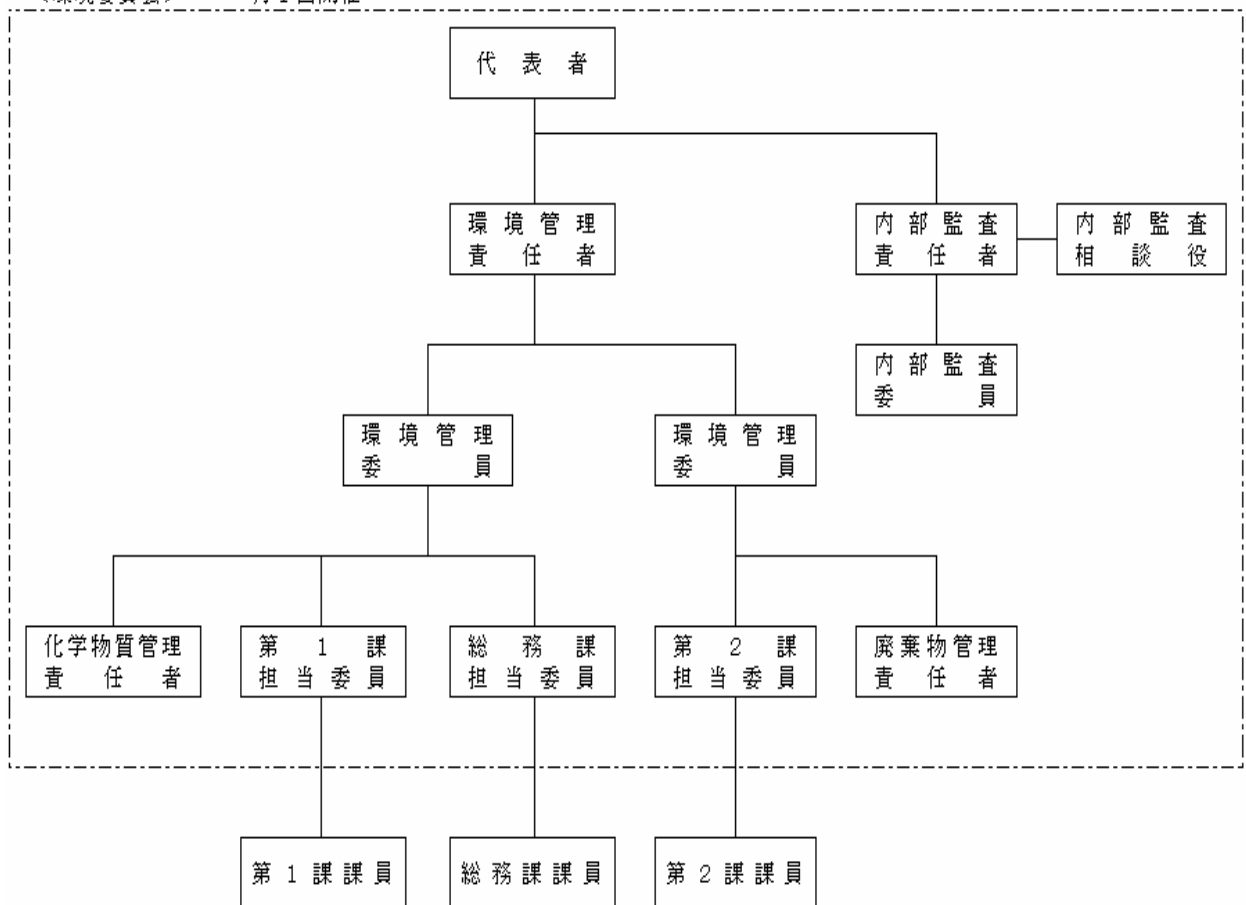 代表者
環境管理
責任者
内部監査
責任者
内部監査
相談役
内部監査
委員
環境管理
委員
環境管理
委員
化学物質管理
責任者
第1課
担当委員
総務課
担当委員
第2課
担当委員
廃棄物管理
責任者
第1課課員
総務課課員
第2課課員